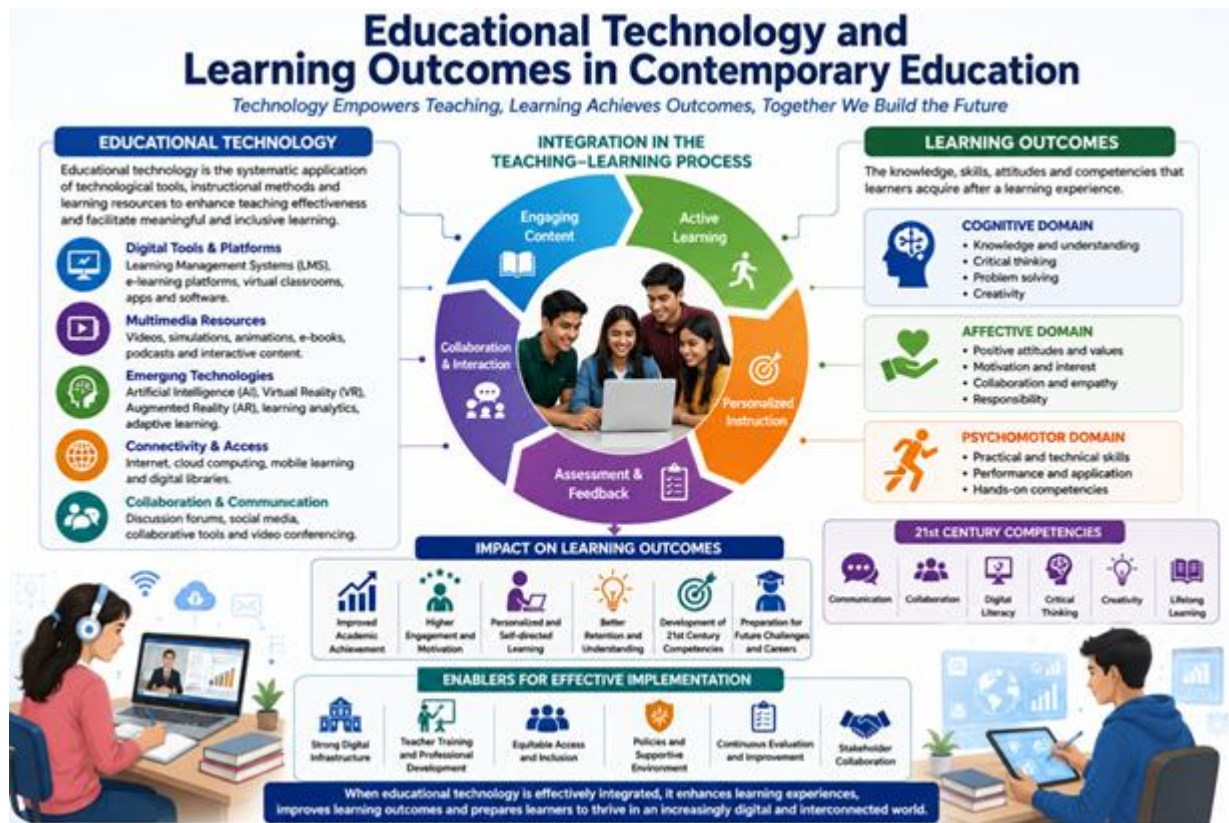 Educational Technology and
Learning Outcomes in Contemporary Education
Technology Empowers Teaching, Learning Achieves Outcomes, Together We Build the Future
EDUCATIONAL TECHNOLOGY
Educational technology is the systematic application
of technological tools, instructional methods and
learning resources to enhance teaching effectiveness
and facilitate meaningful and inclusive learning.
Digital Tools & Platforms
Learning Management Systems (LMS),
e-learning platforms, virtual classrooms,
apps and software.
Multimedia Resources
Videos, simulations, animations, e-books,
podcasts and interactive content.
Emerging Technologies
Artificial Intelligence (AI), Virtual Reality (VR),
Augmented Reality (AR), learning analytics,
adaptive learning.
Connectivity & Access
Internet, cloud computing, mobile learning
and digital libraries.
Collaboration & Communication
Discussion forums, social media,
collaborative tools and video conferencing.
INTEGRATION IN THE
TEACHING–LEARNING PROCESS
Engaging
Content
Active
Learning
Collaboration
& Interaction
Personalized
Instruction
Assessment &
Feedback
LEARNING OUTCOMES
The knowledge, skills, attitudes and competencies that
learners acquire after a learning experience.
COGNITIVE DOMAIN
• Knowledge and understanding
• Critical thinking
• Problem solving
• Creativity
AFFECTIVE DOMAIN
• Positive attitudes and values
• Motivation and interest
• Collaboration and empathy
• Responsibility
PSYCHOMOTOR DOMAIN
• Practical and technical skills
• Performance and application
• Hands-on competencies
21st CENTURY COMPETENCIES
Communication
Collaboration
Digital
Literacy
Critical
Thinking
Creativity
Lifelong
Learning
IMPACT ON LEARNING OUTCOMES
Improved
Academic
Achievement
Higher
Engagement and
Motivation
Personalized and
Self-directed
Learning
Better
Retention and
Understanding
Development of
21st Century
Competencies
Preparation for
Future Challenges
and Careers
ENABLERS FOR EFFECTIVE IMPLEMENTATION
Strong Digital
Infrastructure
Teacher Training
and Professional
Development
Equitable Access
and Inclusion
Policies and
Supportive
Environment
Continuous Evaluation
and Improvement
Stakeholder
Collaboration
When educational technology is effectively integrated, it enhances learning experiences,
improves learning outcomes and prepares learners to thrive in an increasingly digital and interconnected world.